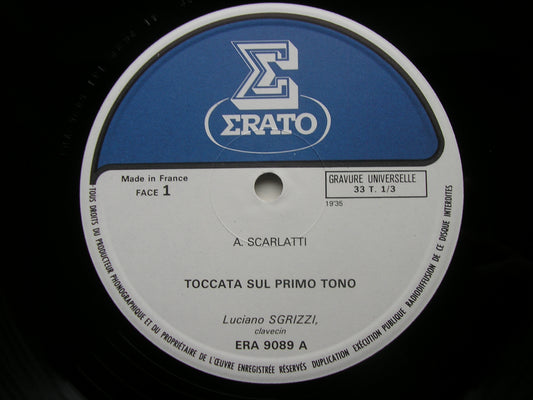 Σ
ΣRATO
Made in France
FACE 1
GRAVURE UNIVERSELLE
33 T. 1/3
19'35
A. SCARLATTI
TOCCATA SUL PRIMO TONO
Luciano SGRIZZI,
clavecin
ERA 9089 A
TOUS DROITS DU PRODUCTEUR PHONOGRAPHIQUE ET DU PROPRIÉTAIRE DE L'ŒUVRE ENREGISTRÉE RÉSERVÉS DUPLICATION EXÉCUTION PUBLIQUE RADIODIFFUSION DE CE DISQUE INTERDITES